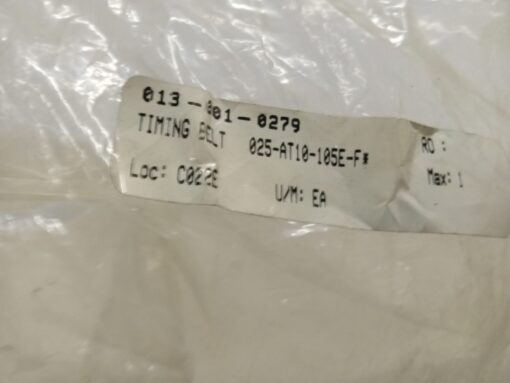 013-001-0279
TIMING BELT 025-AT10-105E-F*
RO :
Loc: C022E
U/M: EA
Max: 1